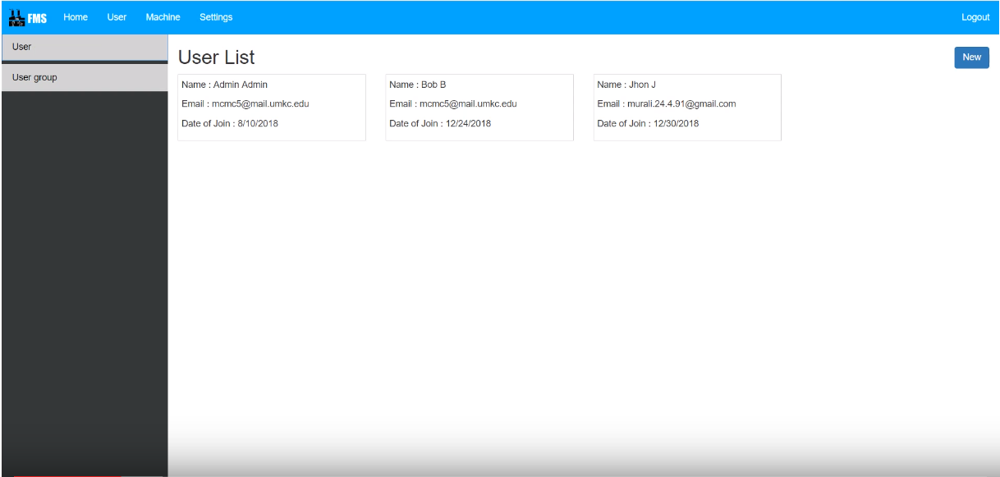 FMS Home User Machine Settings Logout
User
User group
User List
New
Name : Admin Admin
Email : mcmc5@mail.umkc.edu
Date of Join : 8/10/2018
Name : Bob B
Email : mcmc5@mail.umkc.edu
Date of Join : 12/24/2018
Name : Jhon J
Email : murali.24.4.91@gmail.com
Date of Join : 12/30/2018